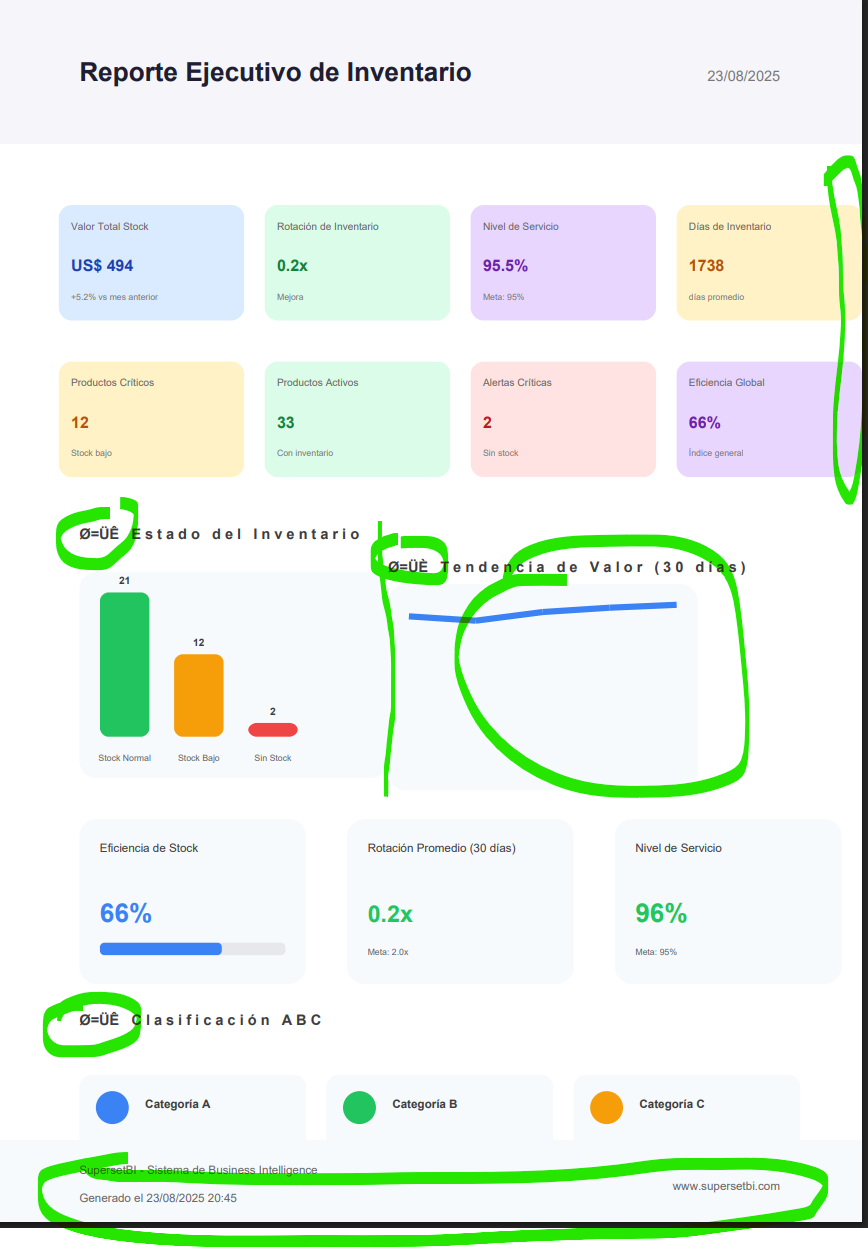 Reporte Ejecutivo de Inventario
23/08/2025
Valor Total Stock
US$ 494
+5.2% vs mes anterior
Rotación de Inventario
0.2x
Mejora
Nivel de Servicio
95.5%
Meta: 95%
Días de Inventario
1738
días promedio
Productos Críticos
12
Stock bajo
Productos Activos
33
Con inventario
Alertas Críticas
2
Sin stock
Eficiencia Global
66%
Índice general
Ø=ÜÊ Estado del Inventario
21
12
2
Stock Normal
Stock Bajo
Sin Stock
Ø=ÜÈ Tendencia de Valor (30 días)
Eficiencia de Stock
66%
Rotación Promedio (30 días)
0.2x
Meta: 2.0x
Nivel de Servicio
96%
Meta: 95%
Ø=ÜÊ Clasificación ABC
Categoría A
Categoría B
Categoría C
SupersetBI - Sistema de Business Intelligence
Generado el 23/08/2025 20:45
www.supersetbi.com